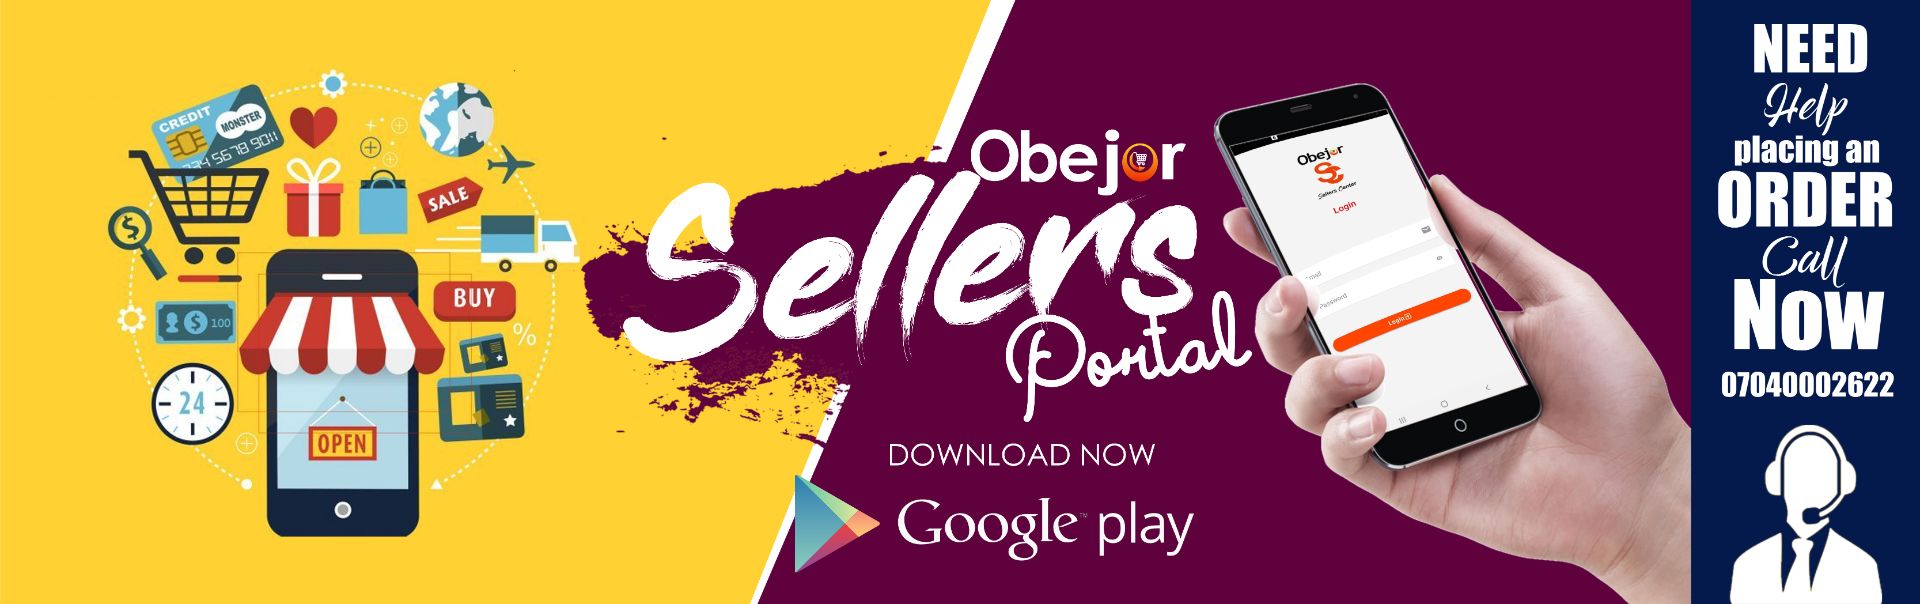 CREDIT
MONSTER
234 5678 9011
SALE
BUY
100
%
24
OPEN
Obejor
Sellers
Portal
DOWNLOAD NOW
Google™ play
Obejor
Sellers Center
Login
Email
Password
Login
NEED
Help
placing an
ORDER
Call
NOW
07040002622